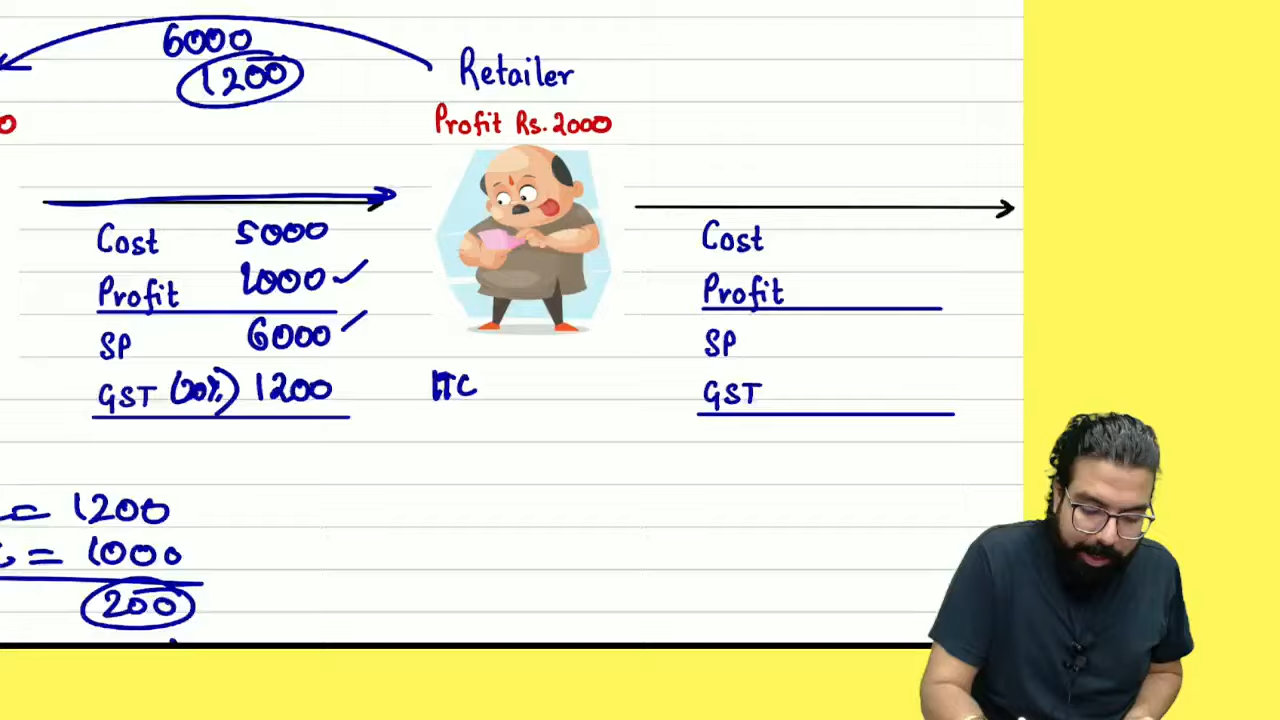 6000
1200
Retailer
Profit Rs. 2000
0
Cost 5000
Profit 1000
SP 6000
GST (20%) 1200
ITC
Cost
Profit
SP
GST
= 1200
= 1000
200